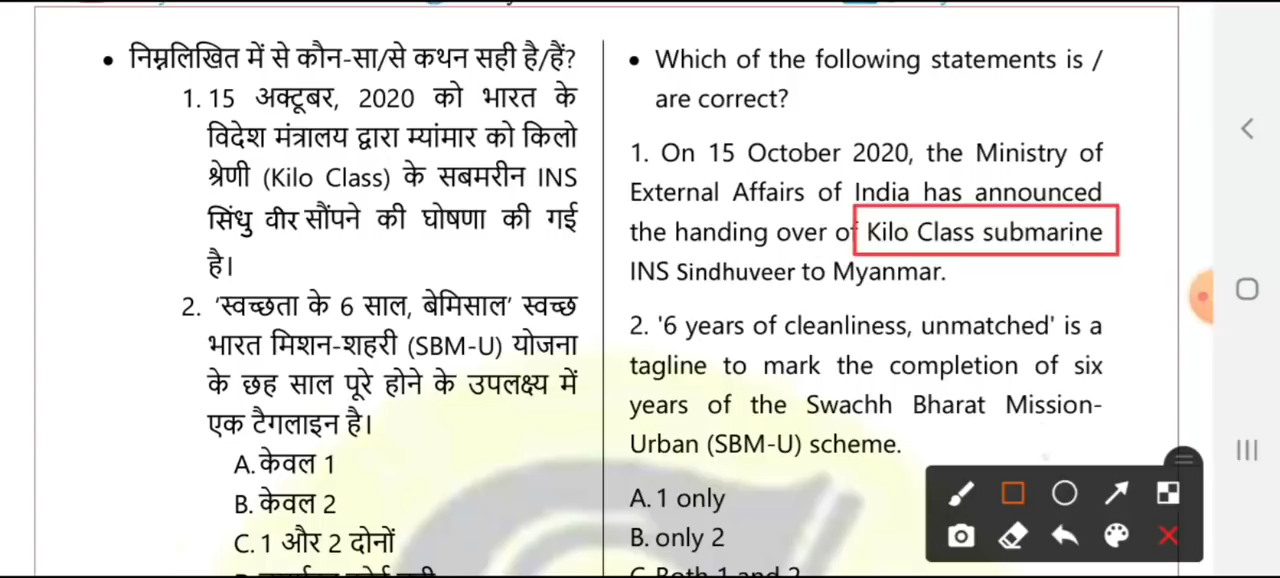 • निम्नलिखित में से कौन-सा/से कथन सही है/हैं?
1. 15 अक्टूबर, 2020 को भारत के
विदेश मंत्रालय द्वारा म्यांमार को किलो
श्रेणी (Kilo Class) के सबमरीन INS
सिंधु वीर सौंपने की घोषणा की गई
है।
2. ‘स्वच्छता के 6 साल, बेमिसाल’ स्वच्छ
भारत मिशन-शहरी (SBM-U) योजना
के छह साल पूरे होने के उपलक्ष्य में
एक टैगलाइन है।
A. केवल 1
B. केवल 2
C. 1 और 2 दोनों
• Which of the following statements is /
are correct?
1. On 15 October 2020, the Ministry of
External Affairs of India has announced
the handing over of Kilo Class submarine
INS Sindhuveer to Myanmar.
2. '6 years of cleanliness, unmatched' is a
tagline to mark the completion of six
years of the Swachh Bharat Mission-
Urban (SBM-U) scheme.
A. 1 only
B. only 2
C. Both 1 and 2